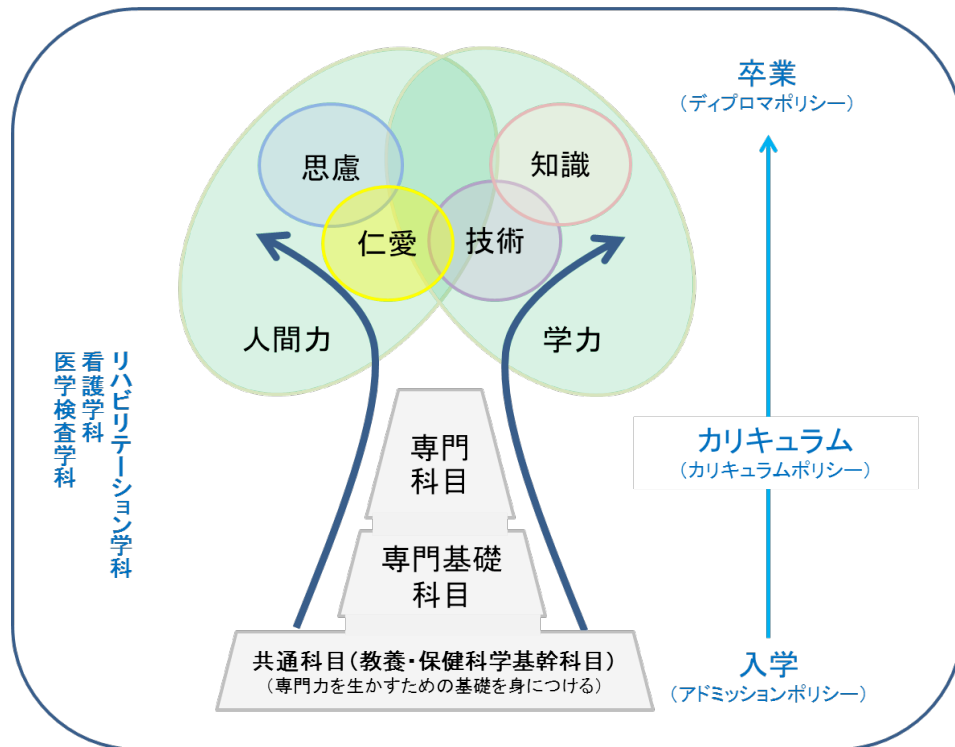 卒業
(ディプロマポリシー)
思慮
知識
仁愛
技術
人間力
学力
リハビリテーション学科
看護学科
医学検査学科
専門
科目
カリキュラム
(カリキュラムポリシー)
専門基礎
科目
共通科目(教養・保健科学基幹科目)
(専門力を生かすための基礎を身につける)
入学
(アドミッションポリシー)